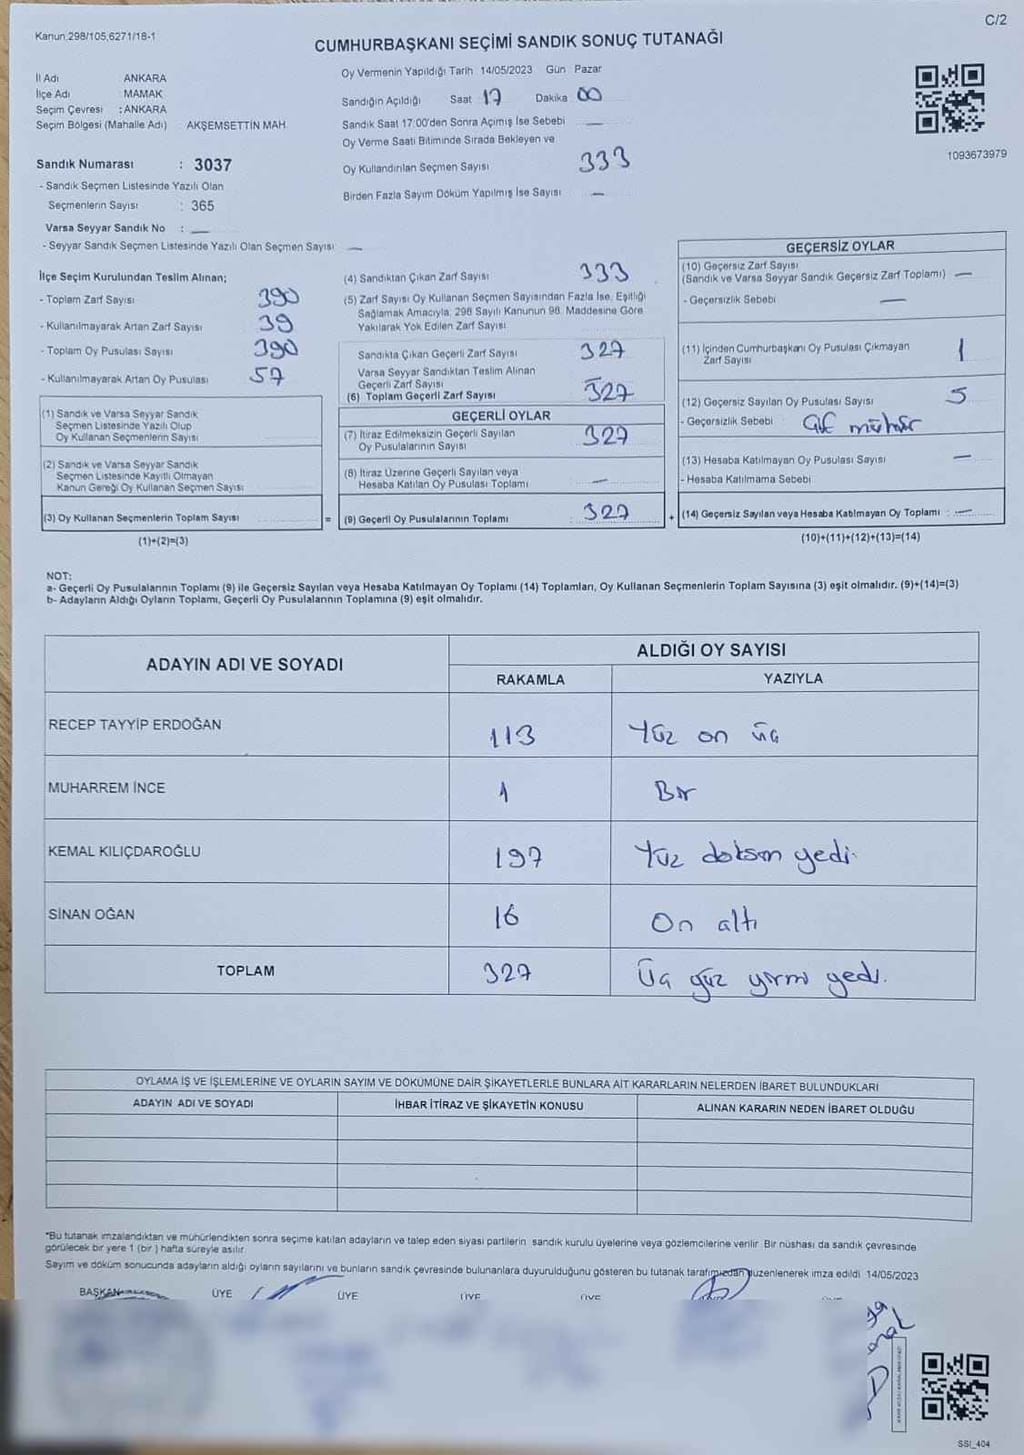 C/2
Kanun.298/105,6271/18-1
CUMHURBAŞKANI SEÇİMİ SANDIK SONUÇ TUTANAĞI
İl Adı ANKARA
İlçe Adı MAMAK
Seçim Çevresi : ANKARA
Seçim Bölgesi (Mahalle Adı) AKŞEMSETTİN MAH.
Oy Vermenin Yapıldığı Tarih 14/05/2023 Gün Pazar
Sandığın Açıldığı Saat 17 Dakika 00
Sandık Saat 17:00'den Sonra Açımış İse Sebebi —
Oy Verme Saati Bitiminde Sırada Bekleyen ve
Oy Kullandırılan Seçmen Sayısı 333
Birden Fazla Sayım Döküm Yapılmış İse Sayısı —
1093673979
Sandık Numarası : 3037
- Sandık Seçmen Listesinde Yazılı Olan
Seçmenlerin Sayısı : 365
Varsa Seyyar Sandık No : —
- Seyyar Sandık Seçmen Listesinde Yazılı Olan Seçmen Sayısı —
İlçe Seçim Kurulundan Teslim Alınan;
- Toplam Zarf Sayısı 390
- Kullanılmayarak Artan Zarf Sayısı 39
- Toplam Oy Pusulası Sayısı 390
- Kullanılmayarak Artan Oy Pusulası 57
(1) Sandık ve Varsa Seyyar Sandık
Seçmen Listesinde Yazılı Olup
Oy Kullanan Seçmenlerin Sayısı
(2) Sandık ve Varsa Seyyar Sandık
Seçmen Listesinde Kayıtlı Olmayan
Kanun Gereği Oy Kullanan Seçmen Sayısı
(3) Oy Kullanan Seçmenlerin Toplam Sayısı =
(1)+(2)=(3)
(4) Sandıktan Çıkan Zarf Sayısı 333
(5) Zarf Sayısı Oy Kullanan Seçmen Sayısından Fazla İse, Eşitliği
Sağlamak Amacıyla, 298 Sayılı Kanunun 98. Maddesine Göre
Yakılarak Yok Edilen Zarf Sayısı
Sandıkta Çıkan Geçerli Zarf Sayısı 327
Varsa Seyyar Sandıktan Teslim Alınan
Geçerli Zarf Sayısı —
(6) Toplam Geçerli Zarf Sayısı 327
GEÇERLİ OYLAR
(7) İtiraz Edilmeksizin Geçerli Sayılan
Oy Pusulalarının Sayısı 327
(8) İtiraz Üzerine Geçerli Sayılan veya
Hesaba Katılan Oy Pusulası Toplamı —
(9) Geçerli Oy Pusulalarının Toplamı : 327 +
GEÇERSİZ OYLAR
(10) Geçersiz Zarf Sayısı
(Sandık ve Varsa Seyyar Sandık Geçersiz Zarf Toplamı) —
- Geçersizlik Sebebi —
(11) İçinden Cumhurbaşkanı Oy Pusulası Çıkmayan
Zarf Sayısı 1
(12) Geçersiz Sayılan Oy Pusulası Sayısı 5
- Geçersizlik Sebebi mühür
(13) Hesaba Katılmayan Oy Pusulası Sayısı —
- Hesaba Katılmama Sebebi
(14) Geçersiz Sayılan veya Hesaba Katılmayan Oy Toplamı : —
(10)+(11)+(12)+(13)=(14)
NOT:
a- Geçerli Oy Pusulalarının Toplamı (9) ile Geçersiz Sayılan veya Hesaba Katılmayan Oy Toplamı (14) Toplamları, Oy Kullanan Seçmenlerin Toplam Sayısına (3) eşit olmalıdır. (9)+(14)=(3)
b- Adayların Aldığı Oyların Toplamı, Geçerli Oy Pusulalarının Toplamına (9) eşit olmalıdır.
ADAYIN ADI VE SOYADI
ALDIĞI OY SAYISI
RAKAMLA YAZIYLA
RECEP TAYYİP ERDOĞAN 113 Yüz on üç
MUHARREM İNCE 1 Bir
KEMAL KILIÇDAROĞLU 197 Yüz doksan yedi
SİNAN OĞAN 16 On altı
TOPLAM 327 Üç yüz yirmi yedi.
OYLAMA İŞ VE İŞLEMLERİNE VE OYLARIN SAYIM VE DÖKÜMÜNE DAİR ŞİKAYETLERLE BUNLARA AİT KARARLARIN NELERDEN İBARET BULUNDUKLARI
ADAYIN ADI VE SOYADI İHBAR İTİRAZ VE ŞİKAYETİN KONUSU ALINAN KARARIN NEDEN İBARET OLDUĞU
"Bu tutanak imzalandıktan ve mühürlendikten sonra seçime katılan adayların ve talep eden siyasi partilerin sandık kurulu üyelerine veya gözlemcilerine verilir Bir nüshası da sandık çevresinde
görülecek bir yere 1 (bir) hafta süreyle asılır
Sayım ve döküm sonucunda adayların aldığı oyların sayılarını ve bunların sandık çevresinde bulunanlara duyurulduğunu gösteren bu tutanak tarafımızdan düzenlenerek imza edildi 14/05/2023
BAŞKAN ÜYE ÜYE ÜYE ÜYE
SSI_404